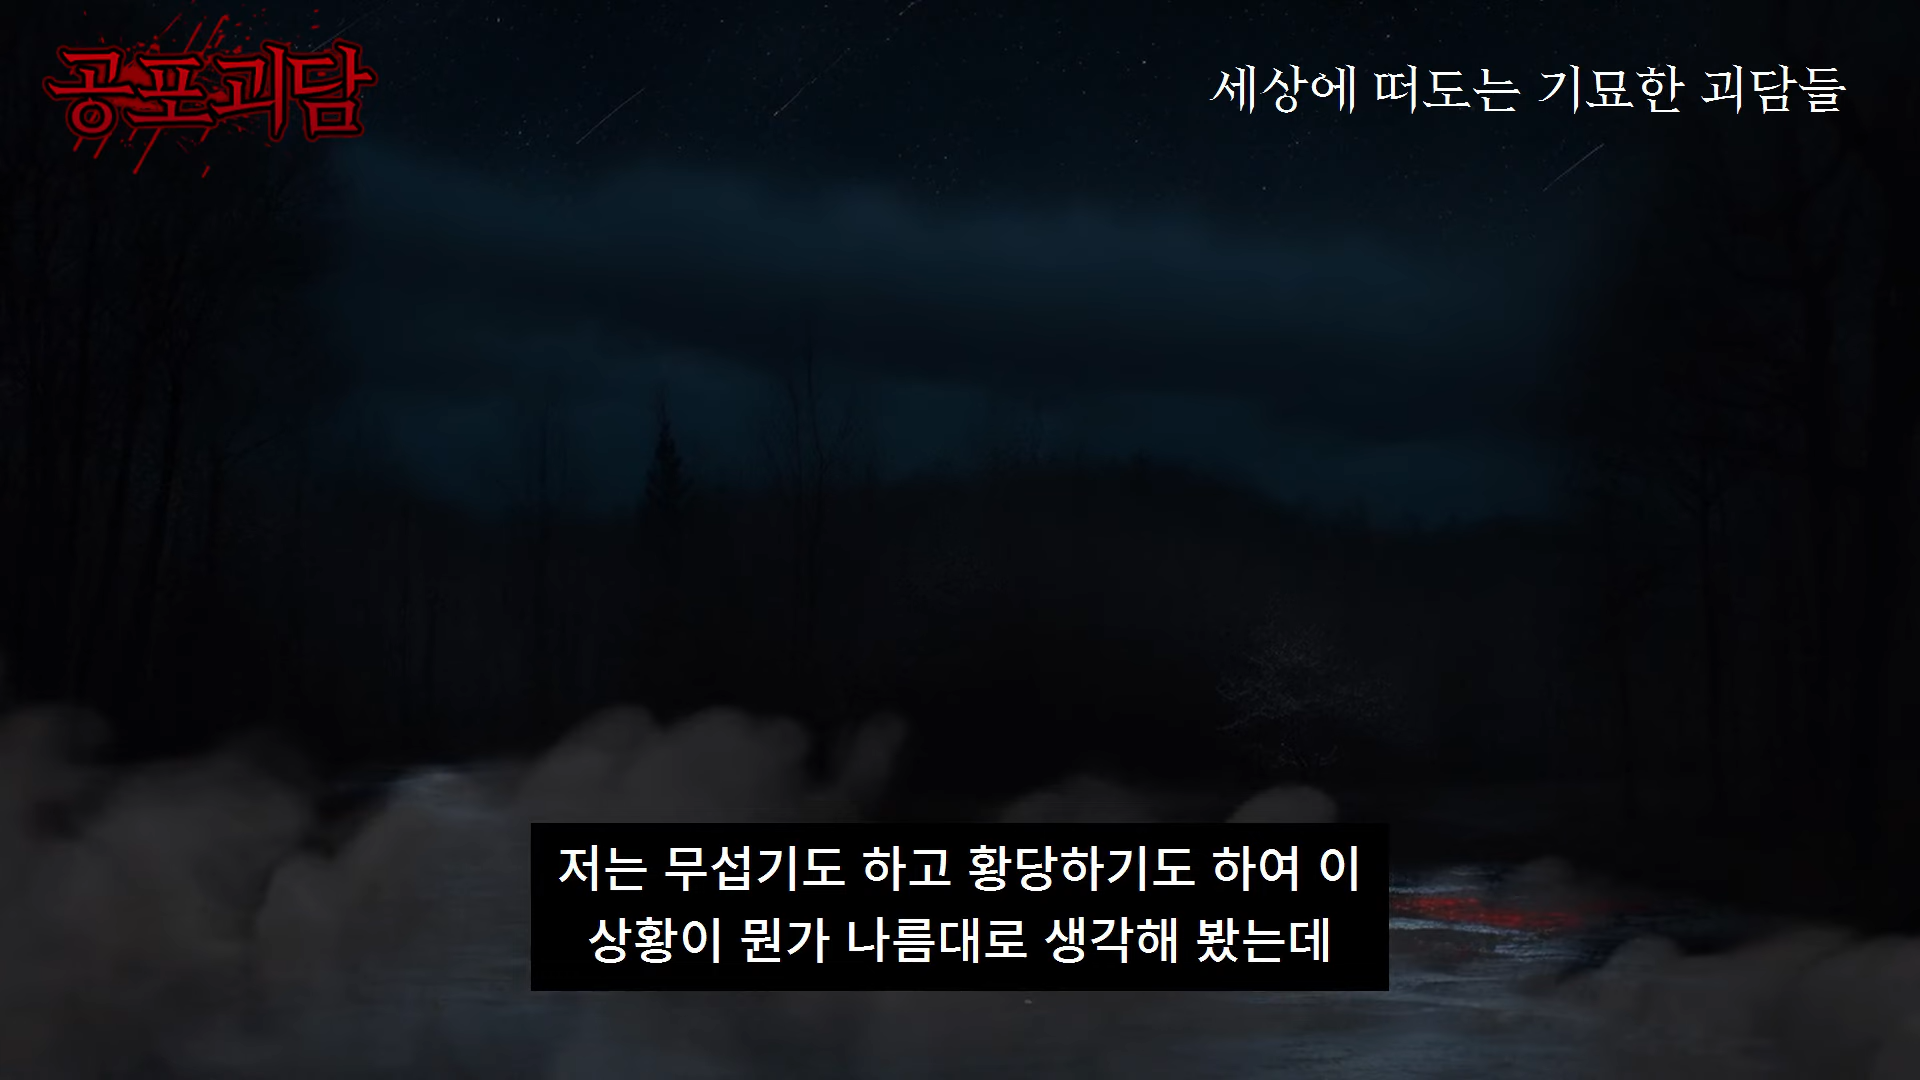 공포괴담
세상에 떠도는 기묘한 괴담들
저는 무섭기도 하고 황당하기도 하여 이
상황이 뭔가 나름대로 생각해 봤는데